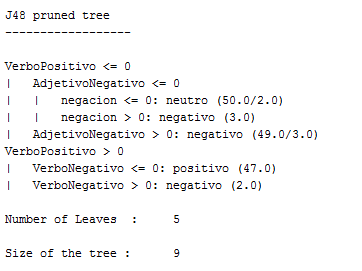 J48 pruned tree
------------------
VerboPositivo <= 0
|   AdjetivoNegativo <= 0
|   |   negacion <= 0: neutro (50.0/2.0)
|   |   negacion > 0: negativo (3.0)
|   AdjetivoNegativo > 0: negativo (49.0/3.0)
VerboPositivo > 0
|   VerboNegativo <= 0: positivo (47.0)
|   VerboNegativo > 0: negativo (2.0)
Number of Leaves  :     5
Size of the tree :      9